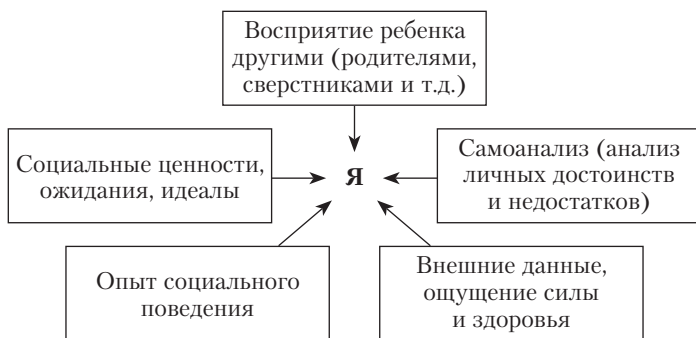 Восприятие ребенка
другими (родителями,
сверстниками и т.д.)
Социальные ценности,
ожидания, идеалы
Я
Самоанализ (анализ
личных достоинств
и недостатков)
Опыт социального
поведения
Внешние данные,
ощущение силы
и здоровья